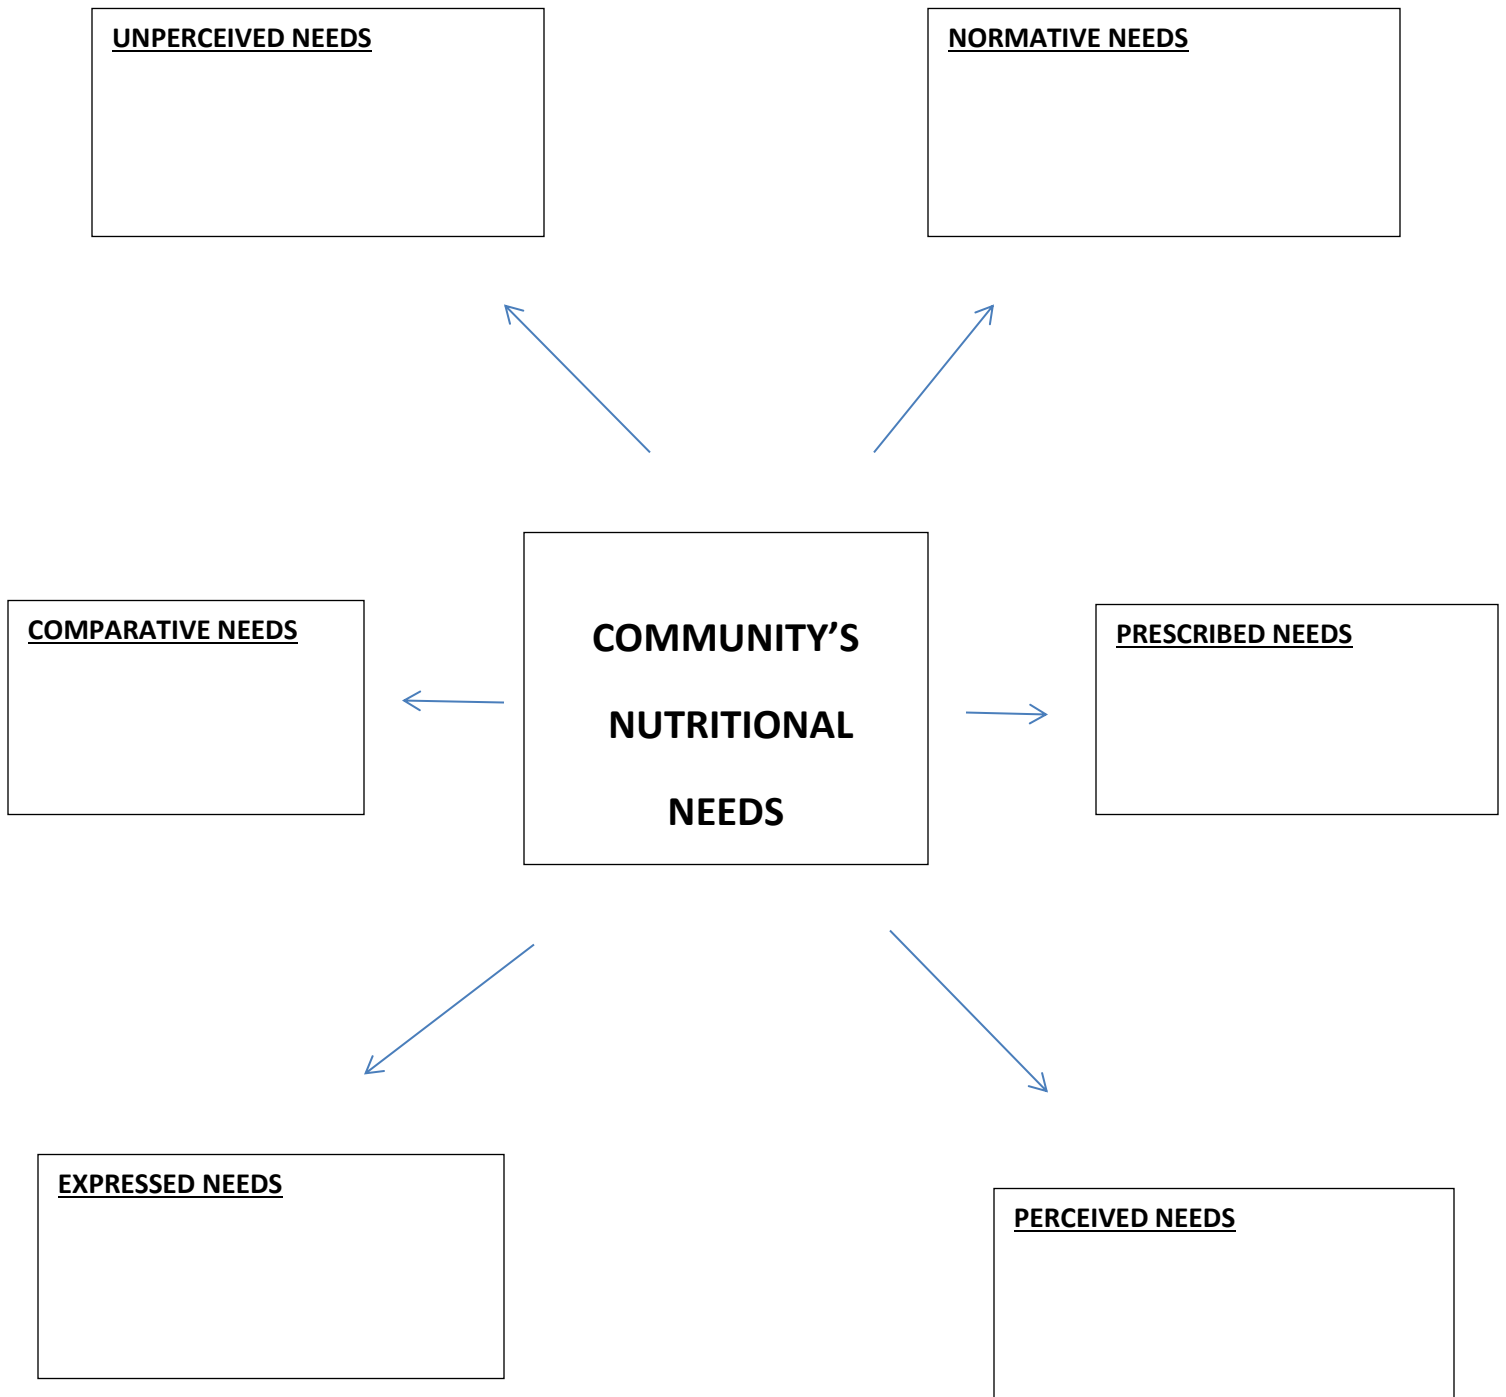 UNPERCEIVED NEEDS
NORMATIVE NEEDS
COMPARATIVE NEEDS
COMMUNITY’S
NUTRITIONAL
NEEDS
PRESCRIBED NEEDS
EXPRESSED NEEDS
PERCEIVED NEEDS